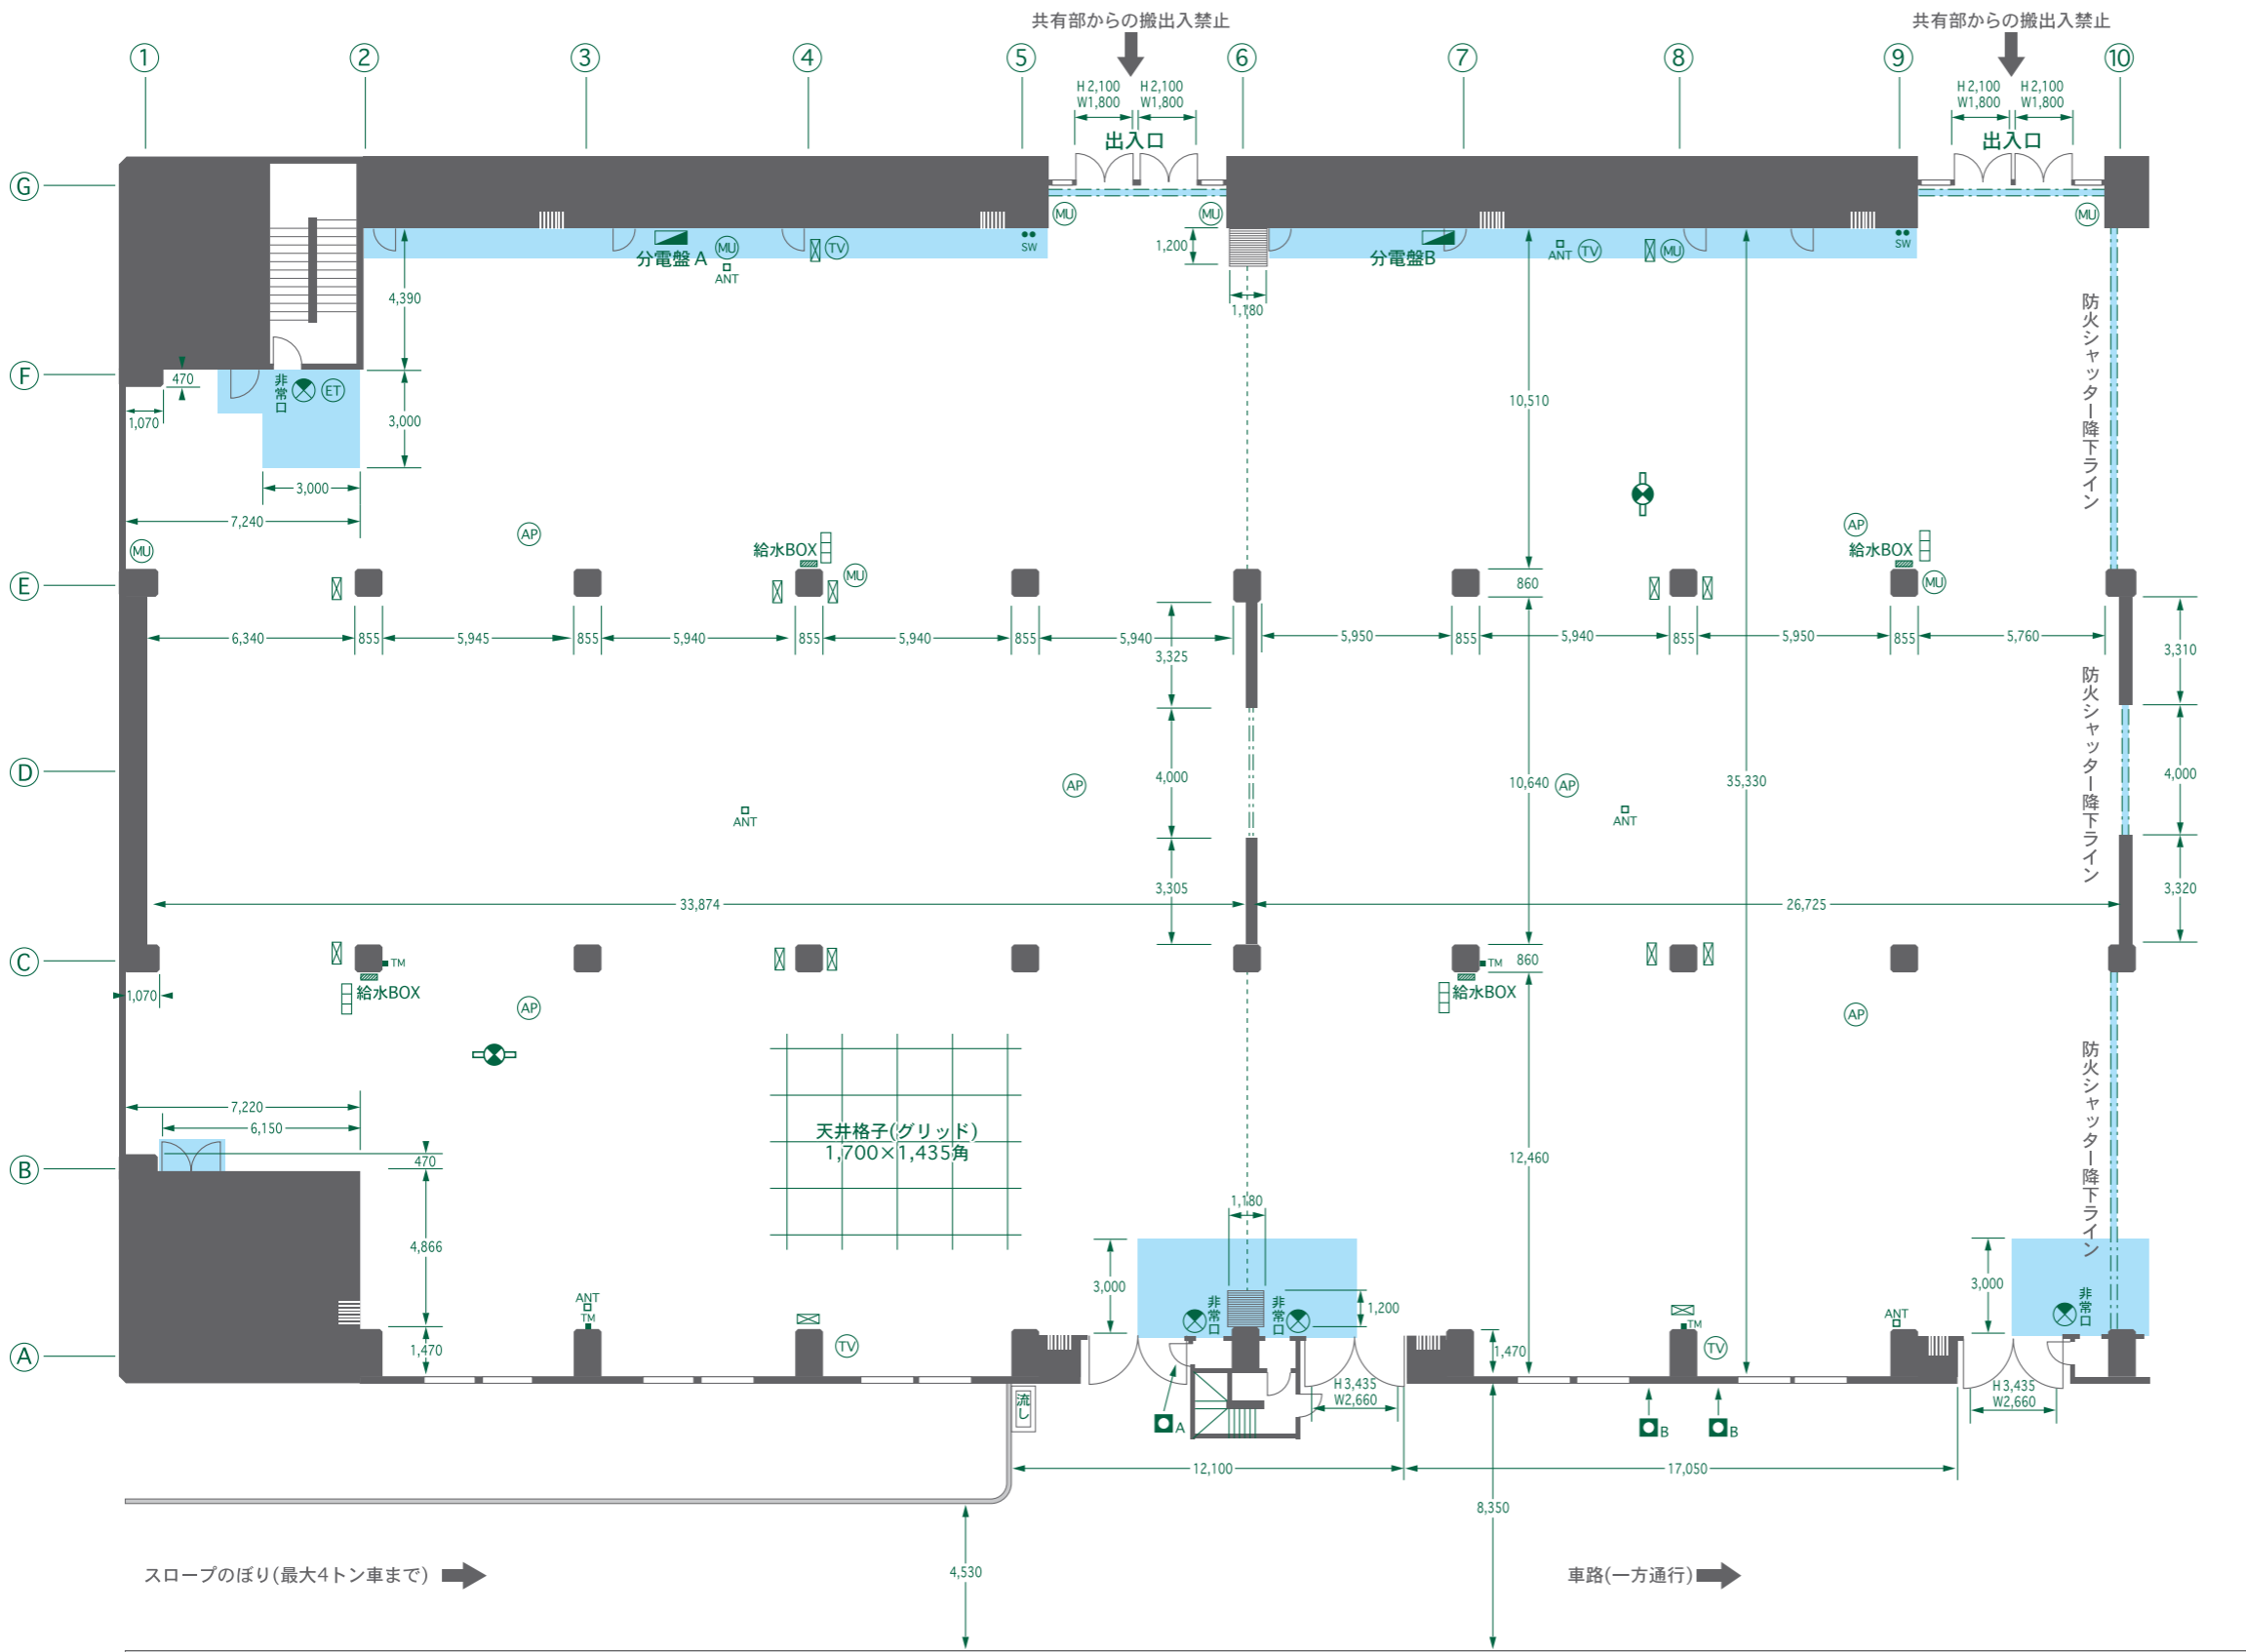 共有部からの搬出入禁止
共有部からの搬出入禁止
① ② ③ ④ ⑤ ⑥ ⑦ ⑧ ⑨ ⑩
H2,100 H2,100
W1,800 W1,800
出入口
H2,100 H2,100
W1,800 W1,800
出入口
Ⓖ
MU MU MU
分電盤A MU TV SW
ANT
1,200
1,180
分電盤B ANT TV MU SW
4,390
防火シャッター降下ライン
Ⓕ
470
1,070
非常口 ET
3,000
3,000
7,240
10,510
MU
AP
給水BOX
MU
AP
給水BOX
MU
Ⓔ
860
6,340 855 5,945 855 5,940 855 5,940 855 5,940 5,950 855 5,940 855 5,950 855 5,760
3,325
3,310
防火シャッター降下ライン
Ⓓ
4,000
AP
10,640 AP
35,330
4,000
ANT
ANT
3,305
3,320
33,874 26,725
Ⓒ
TM
給水BOX
860
TM
給水BOX
1,070
AP
AP
防火シャッター降下ライン
7,220
6,150
天井格子(グリッド)
1,700×1,435角
12,460
Ⓑ
470
4,866
1,180
3,000
1,200
3,000
非常口
非常口
非常口
ANT
TM
TV
TM
TV
ANT
Ⓐ
1,470
1,470
流し
A
H3,435
W2,660
B
B
H3,435
W2,660
12,100 17,050
8,350
4,530
スロープのぼり(最大4トン車まで)
車路(一方通行)